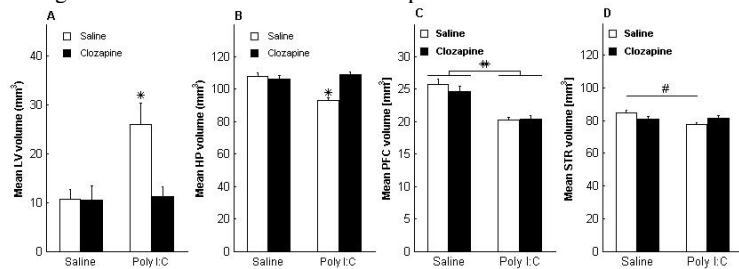 A
Mean LV volume (mm³)
40
30
20
10
0
Saline
Clozapine
*
Saline
Poly I:C
B
Mean HP volume (mm³)
120
100
80
60
40
20
0
Saline
Clozapine
*
Saline
Poly I:C
C
Mean PFC volume [mm³]
30
25
20
15
10
5
0
Saline
Clozapine
**
Saline
Poly I:C
D
Mean STR volume [mm³]
120
100
80
60
40
20
0
Saline
Clozapine
#
Saline
Poly I:C